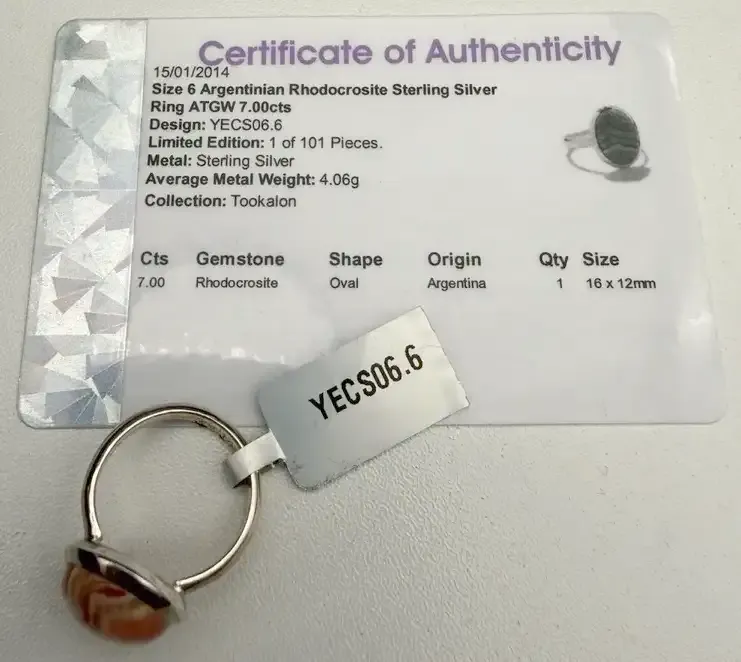 Certificate of Authenticity
15/01/2014
Size 6 Argentinian Rhodocrosite Sterling Silver
Ring ATGW 7.00cts
Design: YECS06.6
Limited Edition: 1 of 101 Pieces.
Metal: Sterling Silver
Average Metal Weight: 4.06g
Collection: Tookalon
Cts Gemstone Shape Origin Qty Size
7.00 Rhodocrosite Oval Argentina 1 16 x 12mm
YECS06.6